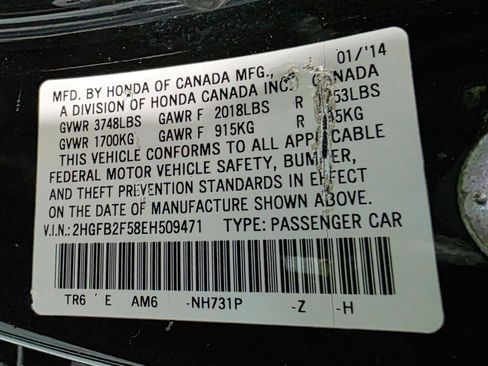 MFD. BY HONDA OF CANADA MFG., 01/'14
A DIVISION OF HONDA CANADA INC. CANADA
GVWR 3748LBS GAWR F 2018LBS R 53LBS
GVWR 1700KG GAWR F 915KG R 5KG
THIS VEHICLE CONFORMS TO ALL APPLICABLE
FEDERAL MOTOR VEHICLE SAFETY, BUMPER,
AND THEFT PREVENTION STANDARDS IN EFFECT
ON THE DATE OF MANUFACTURE SHOWN ABOVE.
V.I.N.: 2HGFB2F58EH509471 TYPE: PASSENGER CAR
TR6 ' E AM6 -NH731P -Z -H